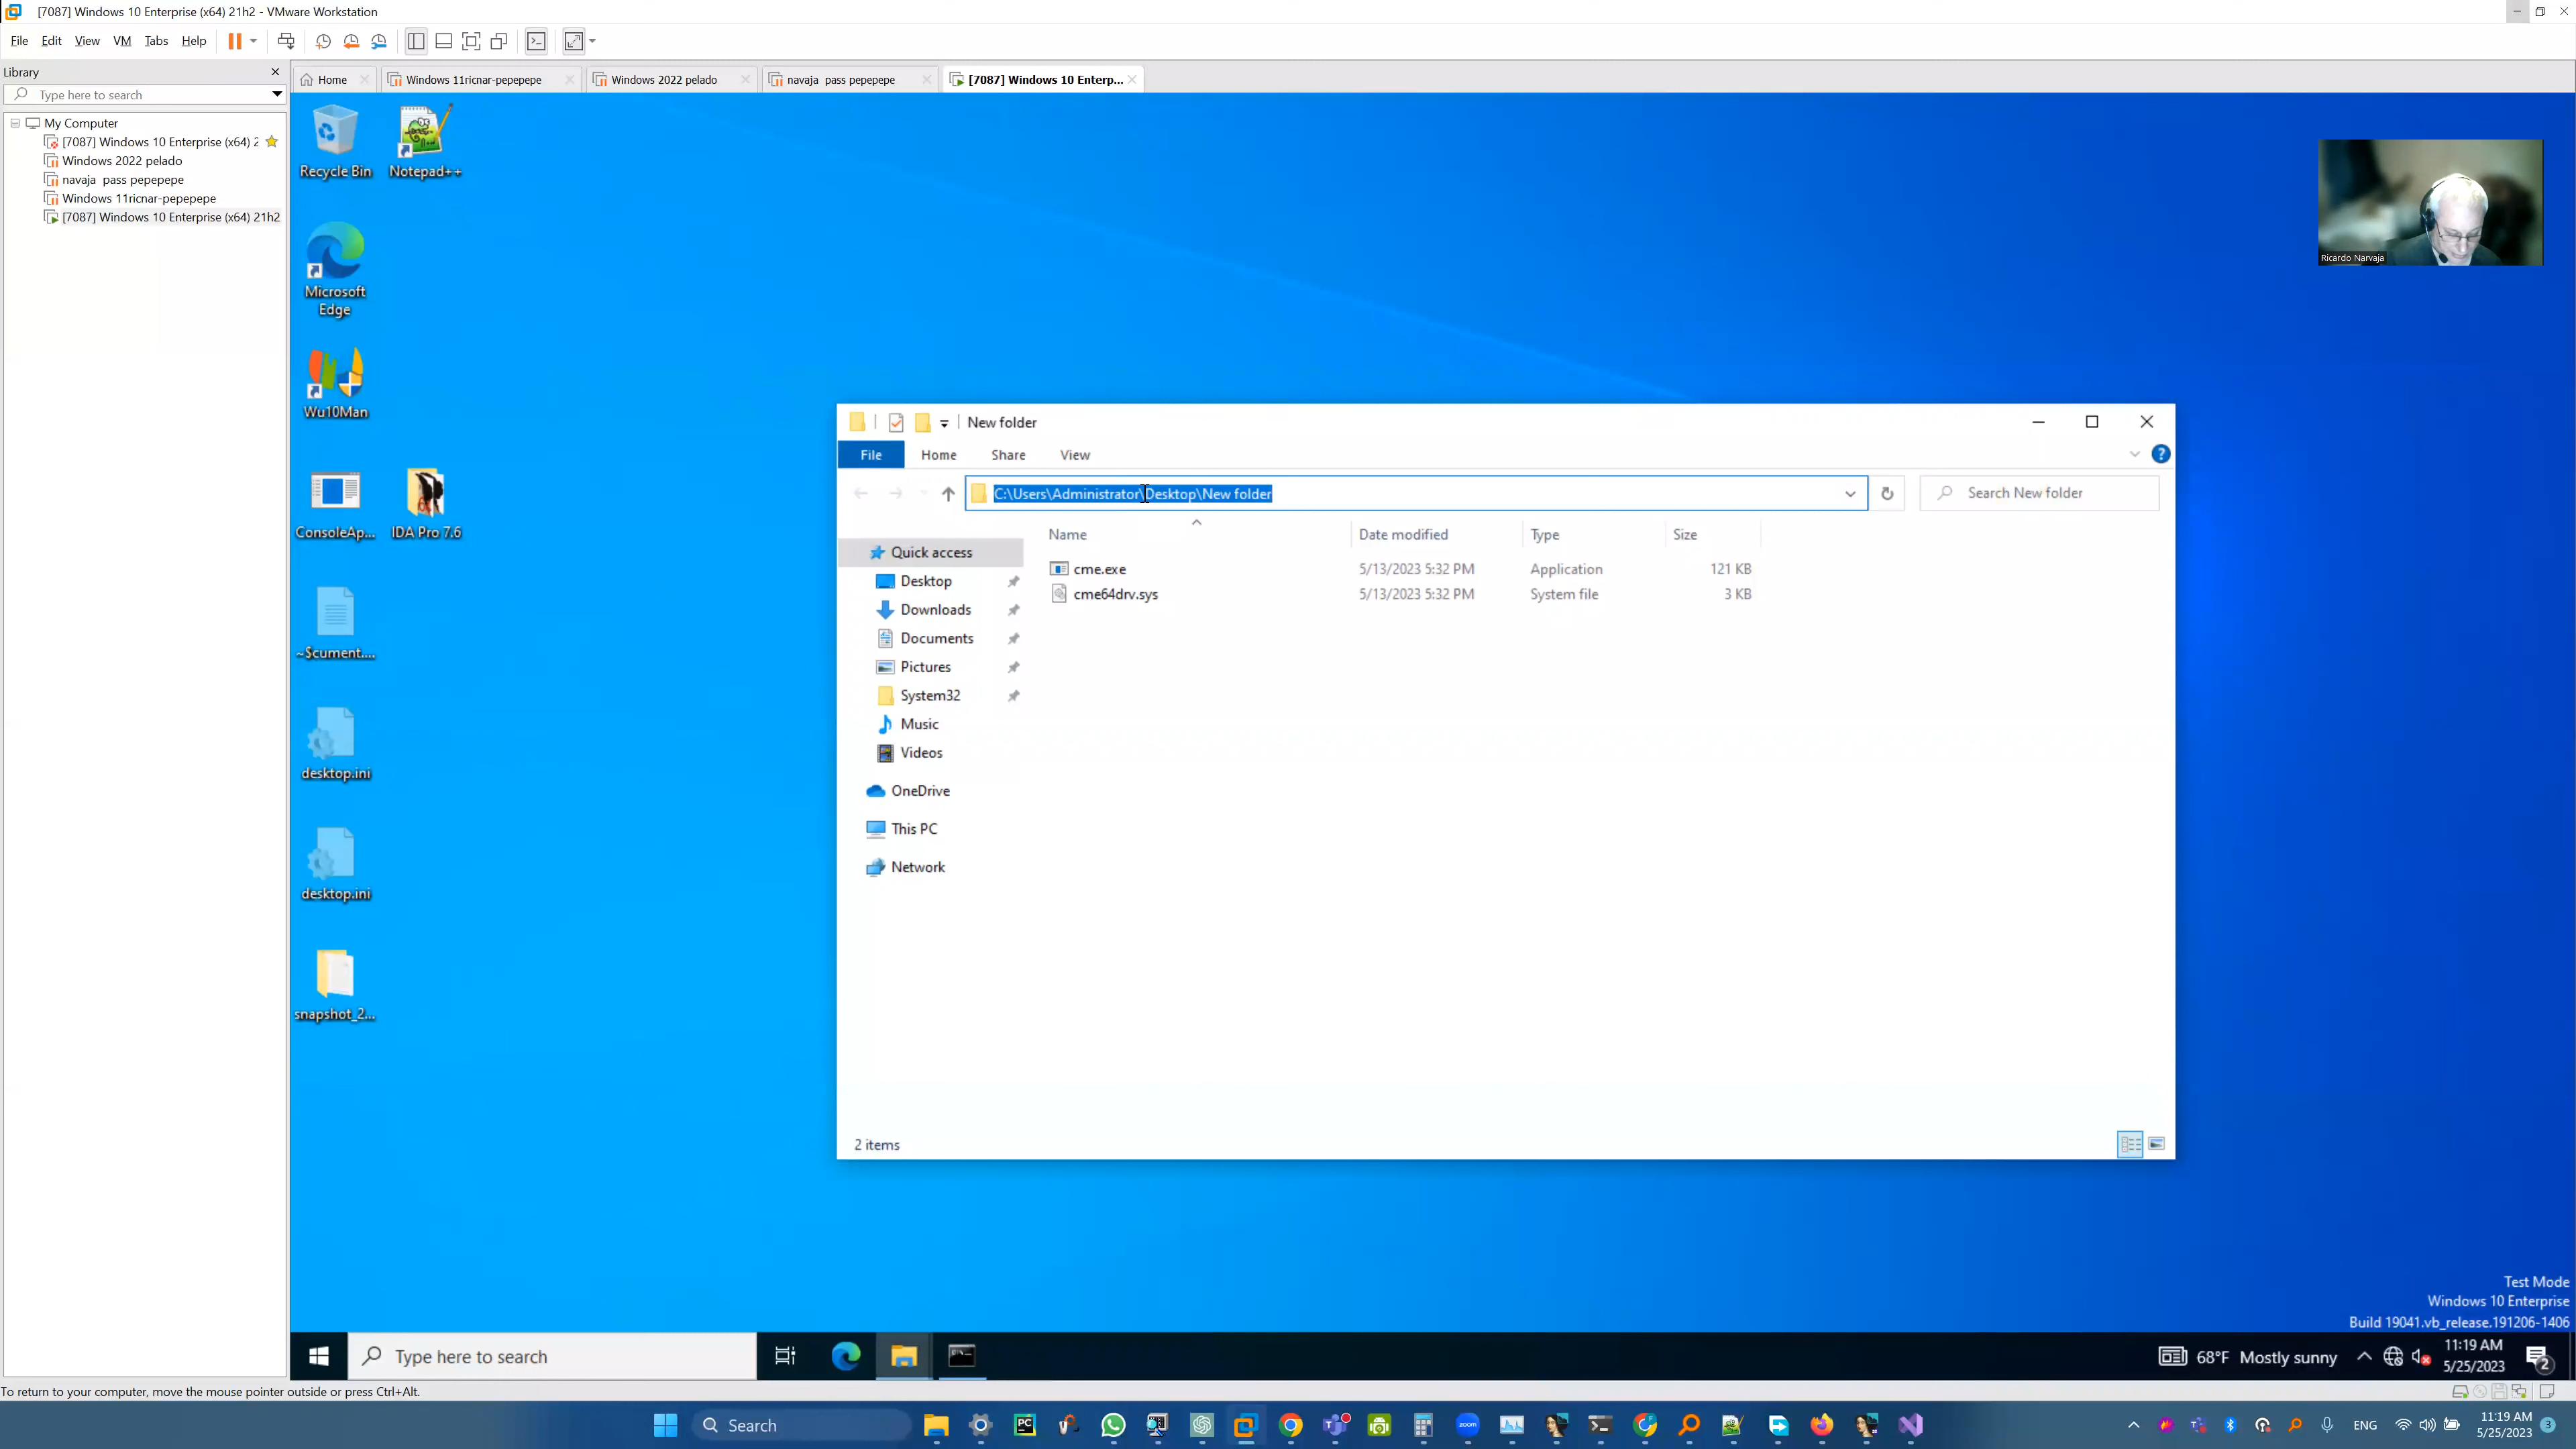 [7087] Windows 10 Enterprise (x64) 21h2 - VMware Workstation
File Edit View VM Tabs Help
Library
Type here to search
My Computer
[7087] Windows 10 Enterprise (x64) 2
Windows 2022 pelado
navaja pass pepepepe
Windows 11ricnar-pepepepe
[7087] Windows 10 Enterprise (x64) 21h2
Home
Windows 11ricnar-pepepepe
Windows 2022 pelado
navaja pass pepepepe
[7087] Windows 10 Enterp...
Recycle Bin
Notepad++
Microsoft
Edge
Wu10Man
ConsoleAp...
IDA Pro 7.6
~$cument....
desktop.ini
desktop.ini
snapshot_2...
Ricardo Narvaja
New folder
File Home Share View
C:\Users\Administrator\Desktop\New folder
Search New folder
Name Date modified Type Size
cme.exe 5/13/2023 5:32 PM Application 121 KB
cme64drv.sys 5/13/2023 5:32 PM System file 3 KB
Quick access
Desktop
Downloads
Documents
Pictures
System32
Music
Videos
OneDrive
This PC
Network
2 items
Test Mode
Windows 10 Enterprise
Build 19041.vb_release.191206-1406
Type here to search
68°F Mostly sunny
11:19 AM
5/25/2023
2
To return to your computer, move the mouse pointer outside or press Ctrl+Alt.
Search
PC
zoom
ENG
11:19 AM
5/25/2023
3